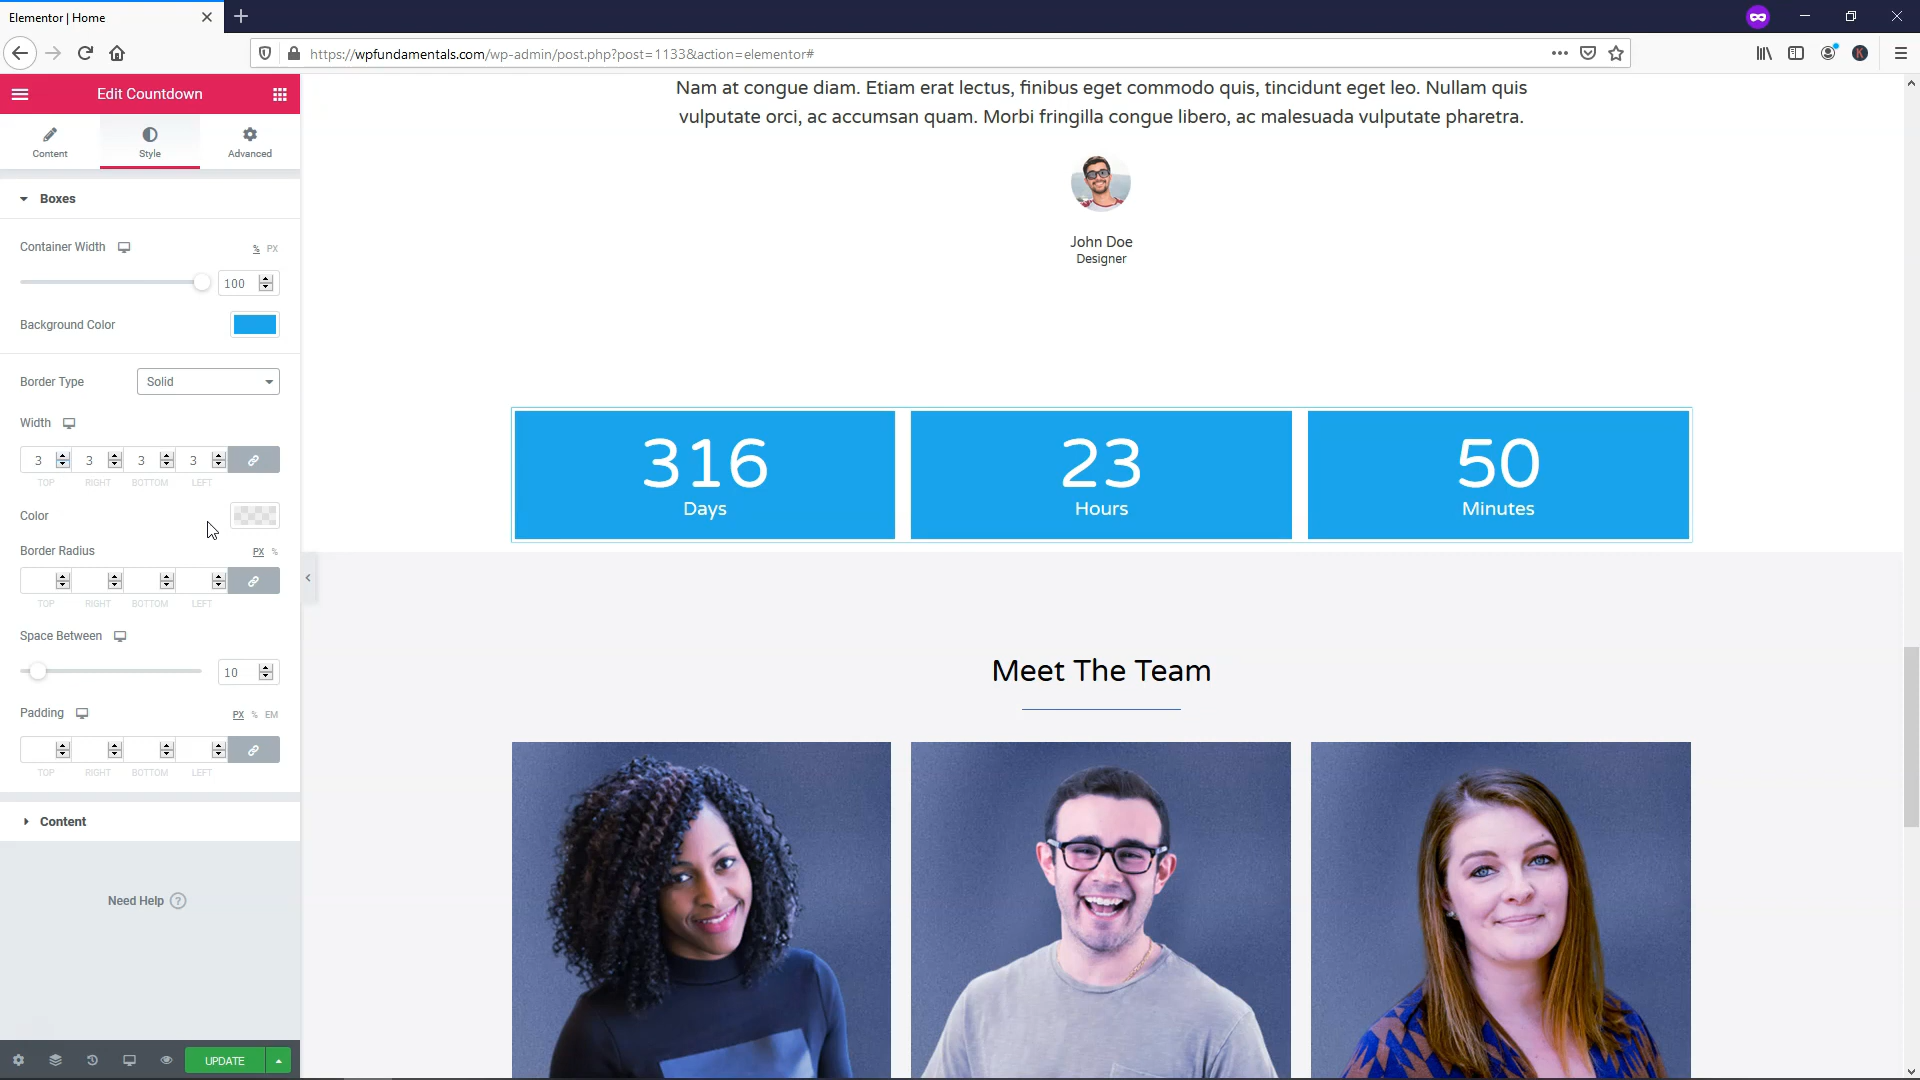 Elementor | Home
https://wpfundamentals.com/wp-admin/post.php?post=1133&action=elementor#
Edit Countdown
Content
Style
Advanced
Boxes
Container Width
% PX
100
Background Color
Border Type
Solid
Width
3 3 3 3
TOP RIGHT BOTTOM LEFT
Color
Border Radius
PX %
TOP RIGHT BOTTOM LEFT
Space Between
10
Padding
PX % EM
TOP RIGHT BOTTOM LEFT
Content
Need Help ?
UPDATE
Nam at congue diam. Etiam erat lectus, finibus eget commodo quis, tincidunt eget leo. Nullam quis
vulputate orci, ac accumsan quam. Morbi fringilla congue libero, ac malesuada vulputate pharetra.
John Doe
Designer
316
Days
23
Hours
50
Minutes
Meet The Team
K